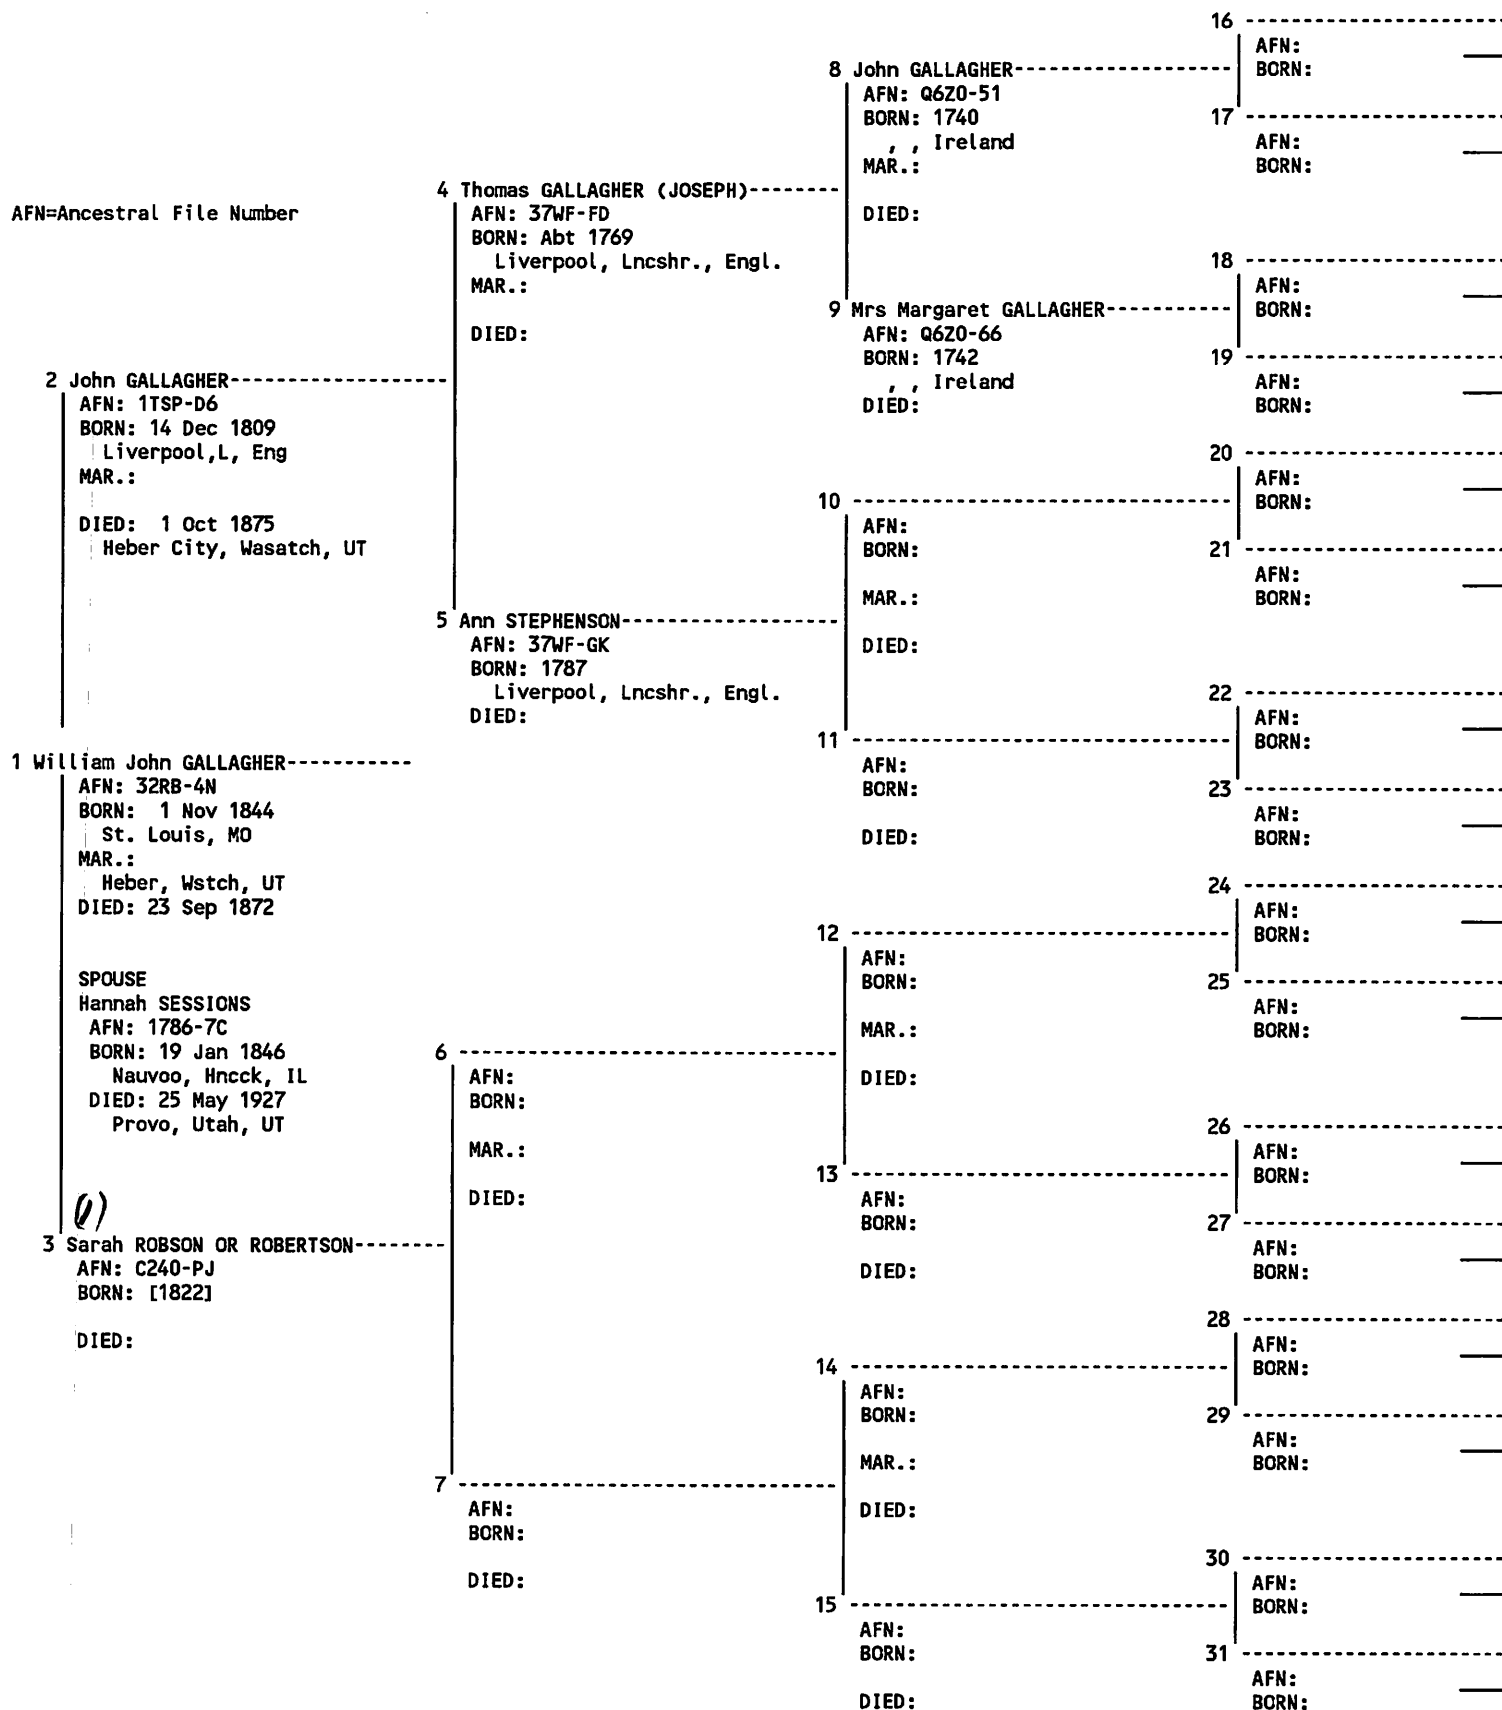 AFN=Ancestral File Number
1 William John GALLAGHER-----------
AFN: 32RB-4N
BORN: 1 Nov 1844
St. Louis, MO
MAR.:
Heber, Wstch, UT
DIED: 23 Sep 1872
SPOUSE
Hannah SESSIONS
AFN: 1786-7C
BORN: 19 Jan 1846
Nauvoo, Hncck, IL
DIED: 25 May 1927
Provo, Utah, UT
2 John GALLAGHER------------------
AFN: 1TSP-D6
BORN: 14 Dec 1809
Liverpool,L, Eng
MAR.:
DIED: 1 Oct 1875
Heber City, Wasatch, UT
3 Sarah ROBSON OR ROBERTSON--------
AFN: C240-PJ
BORN: [1822]
DIED:
4 Thomas GALLAGHER (JOSEPH)--------
AFN: 37WF-FD
BORN: Abt 1769
Liverpool, Lncshr., Engl.
MAR.:
DIED:
5 Ann STEPHENSON------------------
AFN: 37WF-GK
BORN: 1787
Liverpool, Lncshr., Engl.
DIED:
6 --------------------------------
AFN:
BORN:
MAR.:
DIED:
7 --------------------------------
AFN:
BORN:
DIED:
8 John GALLAGHER------------------
AFN: Q6Z0-51
BORN: 1740
, , Ireland
MAR.:
DIED:
9 Mrs Margaret GALLAGHER-----------
AFN: Q6Z0-66
BORN: 1742
, , Ireland
DIED:
10 --------------------------------
AFN:
BORN:
MAR.:
DIED:
11 --------------------------------
AFN:
BORN:
DIED:
12 --------------------------------
AFN:
BORN:
MAR.:
DIED:
13 --------------------------------
AFN:
BORN:
DIED:
14 --------------------------------
AFN:
BORN:
MAR.:
DIED:
15 --------------------------------
AFN:
BORN:
DIED:
16 ----------------------
AFN:
BORN:
17 ----------------------
AFN:
BORN:
18 ----------------------
AFN:
BORN:
19 ----------------------
AFN:
BORN:
20 ----------------------
AFN:
BORN:
21 ----------------------
AFN:
BORN:
22 ----------------------
AFN:
BORN:
23 ----------------------
AFN:
BORN:
24 ----------------------
AFN:
BORN:
25 ----------------------
AFN:
BORN:
26 ----------------------
AFN:
BORN:
27 ----------------------
AFN:
BORN:
28 ----------------------
AFN:
BORN:
29 ----------------------
AFN:
BORN:
30 ----------------------
AFN:
BORN:
31 ----------------------
AFN:
BORN: